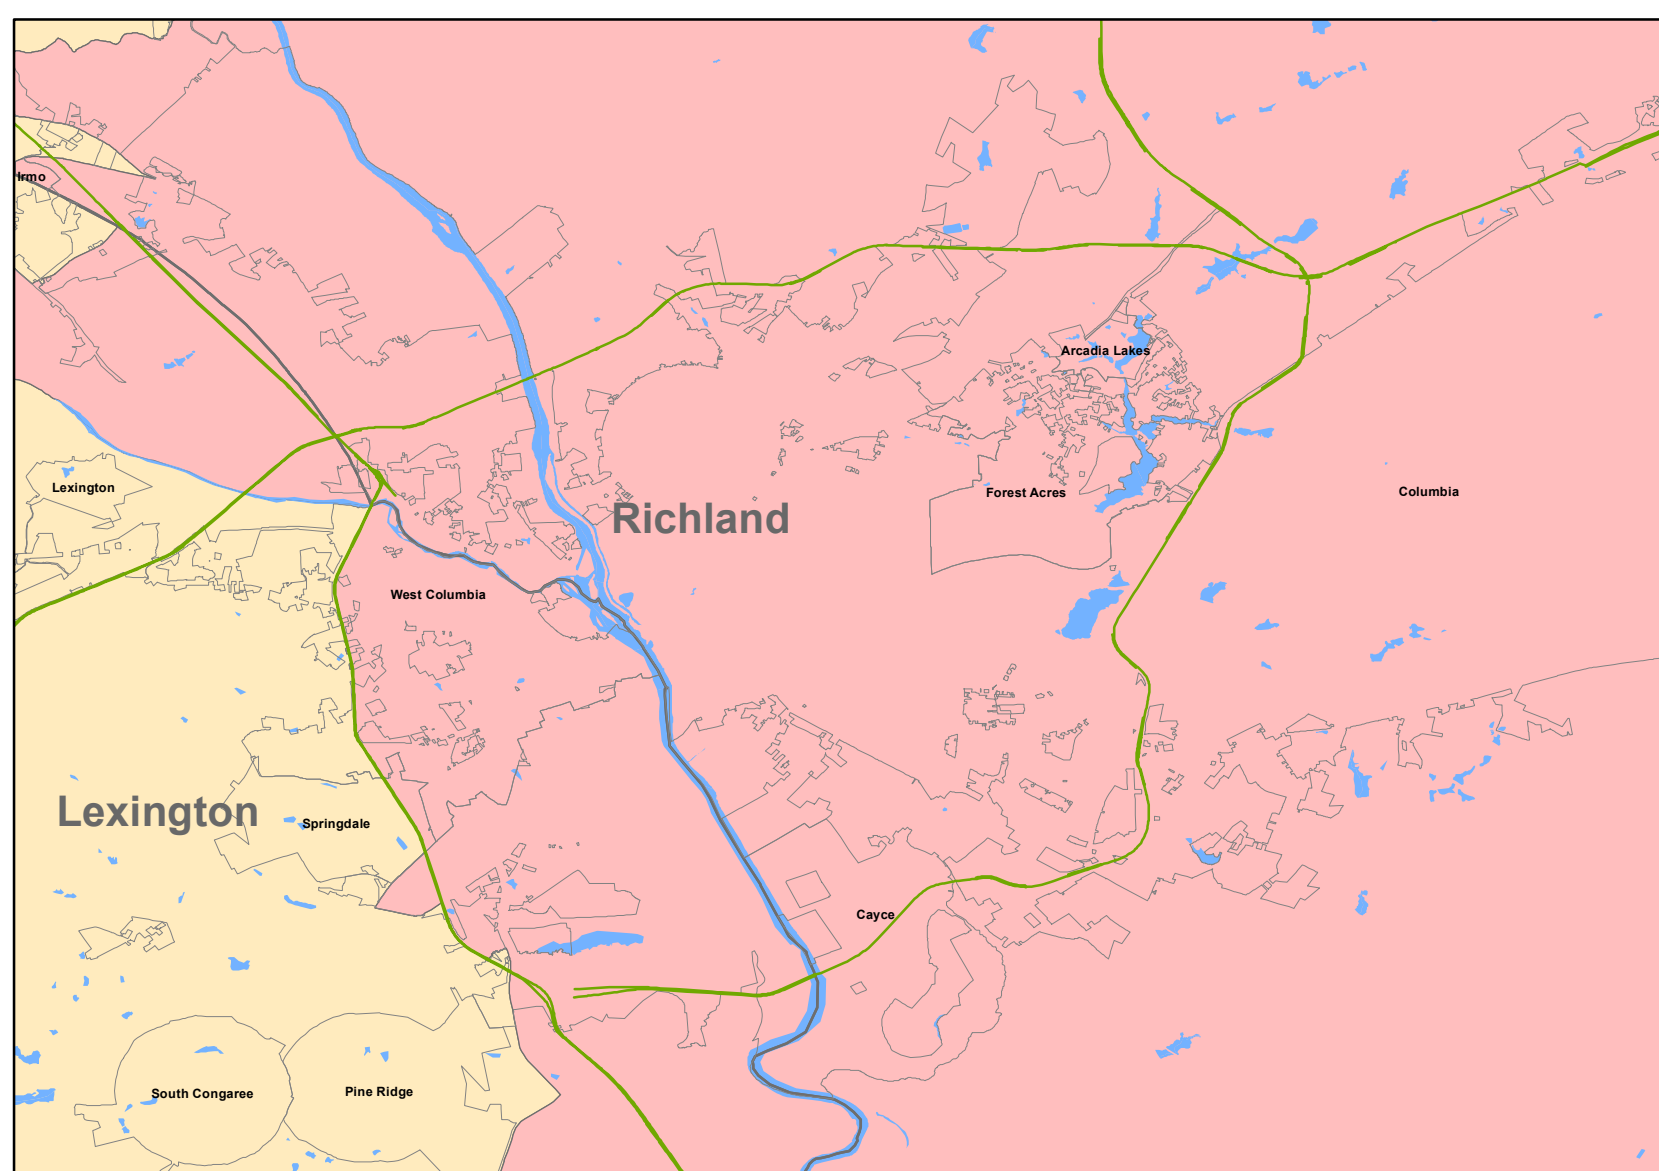 Irmo
Arcadia Lakes
Lexington
Forest Acres
Columbia
Richland
West Columbia
Lexington
Springdale
Cayce
South Congaree
Pine Ridge